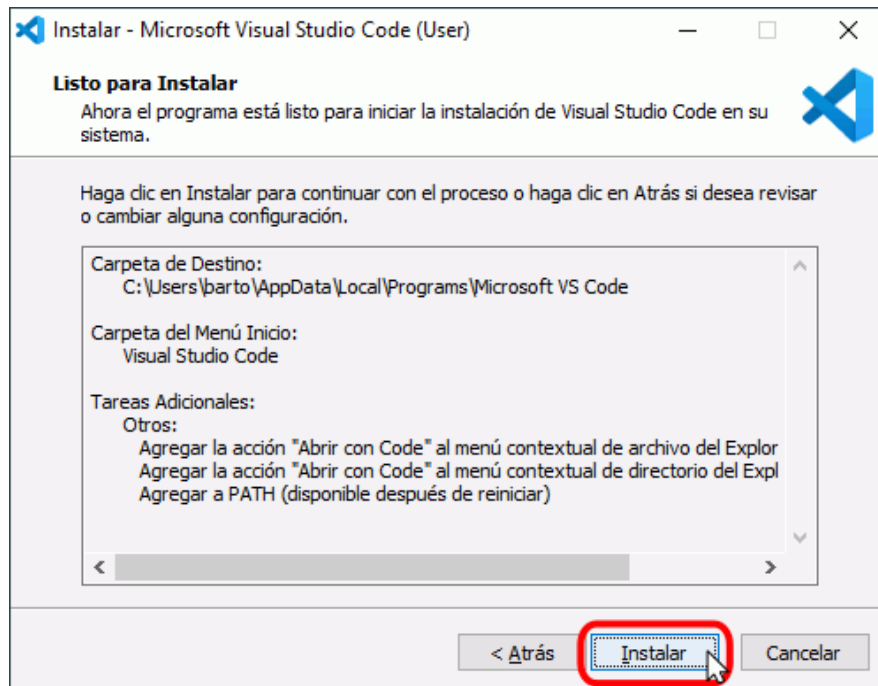 Instalar - Microsoft Visual Studio Code (User)
Listo para Instalar
Ahora el programa está listo para iniciar la instalación de Visual Studio Code en su
sistema.
Haga clic en Instalar para continuar con el proceso o haga clic en Atrás si desea revisar
o cambiar alguna configuración.
Carpeta de Destino:
C:\Users\barto\AppData\Local\Programs\Microsoft VS Code
Carpeta del Menú Inicio:
Visual Studio Code
Tareas Adicionales:
Otros:
Agregar la acción "Abrir con Code" al menú contextual de archivo del Explor
Agregar la acción "Abrir con Code" al menú contextual de directorio del Expl
Agregar a PATH (disponible después de reiniciar)
< Atrás Instalar Cancelar